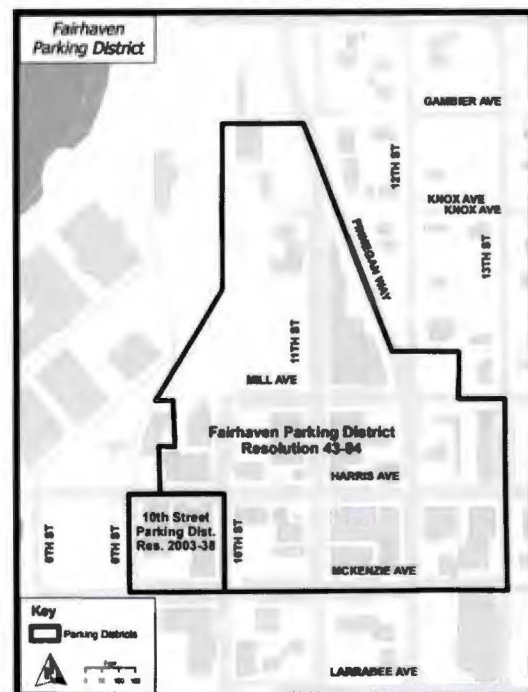 Fairhaven
Parking District
GAMBIER AVE
12TH ST
KNOX AVE
KNOX AVE
13TH ST
FINNEGAN WAY
11TH ST
MILL AVE
Fairhaven Parking District
Resolution 43-94
HARRIS AVE
10th Street
Parking Dist.
Res. 2003-38
TH ST
TH ST
10TH ST
MCKENZIE AVE
Key
Parking Districts
LARRABEE AVE